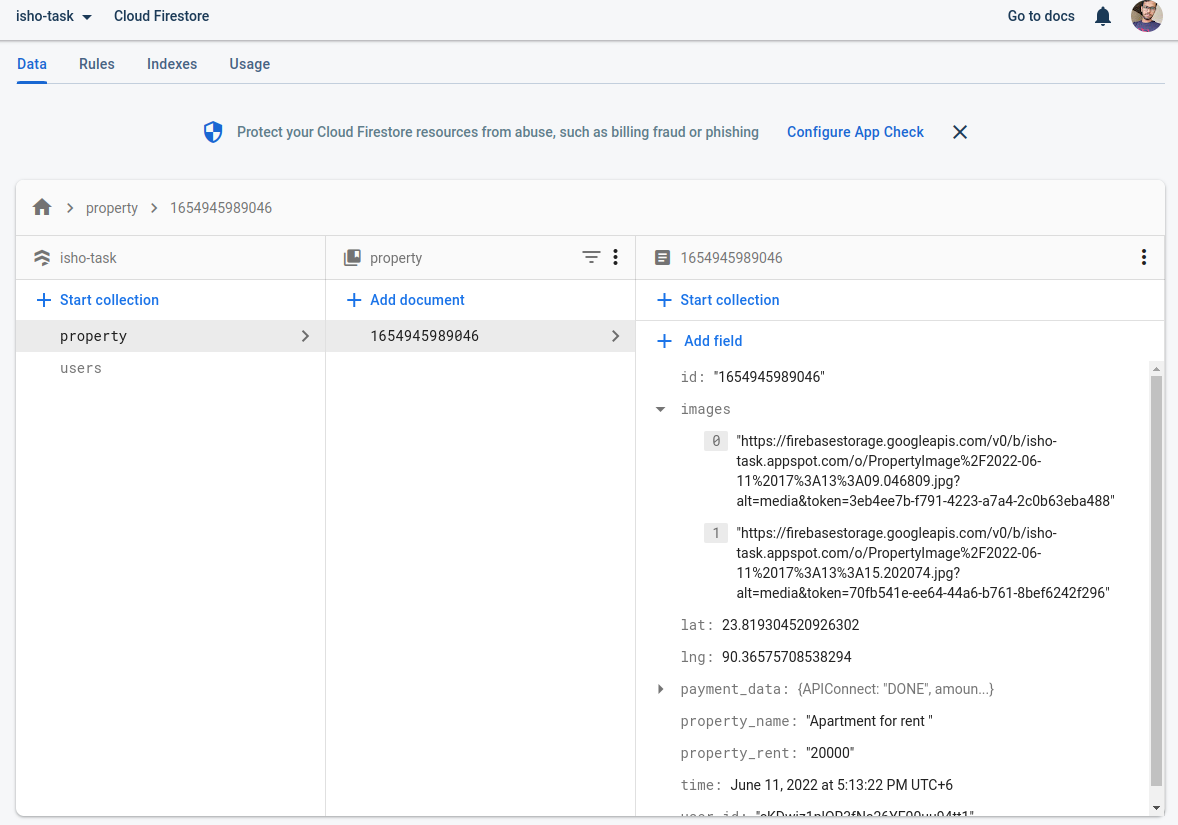 isho-task Cloud Firestore Go to docs
Data Rules Indexes Usage
Protect your Cloud Firestore resources from abuse, such as billing fraud or phishing Configure App Check
property 1654945989046
isho-task property 1654945989046
Start collection Add document Start collection
property 1654945989046
users
Add field
id: "1654945989046"
images
0 "https://firebasestorage.googleapis.com/v0/b/isho-
task.appspot.com/o/PropertyImage%2F2022-06-
11%2017%3A13%3A09.046809.jpg?
alt=media&token=3eb4ee7b-f791-4223-a7a4-2c0b63eba488"
1 "https://firebasestorage.googleapis.com/v0/b/isho-
task.appspot.com/o/PropertyImage%2F2022-06-
11%2017%3A13%3A15.202074.jpg?
alt=media&token=70fb541e-ee64-44a6-b761-8bef6242f296"
lat: 23.819304520926302
lng: 90.36575708538294
payment_data: {APIConnect: "DONE", amoun...}
property_name: "Apartment for rent "
property_rent: "20000"
time: June 11, 2022 at 5:13:22 PM UTC+6
user_id: